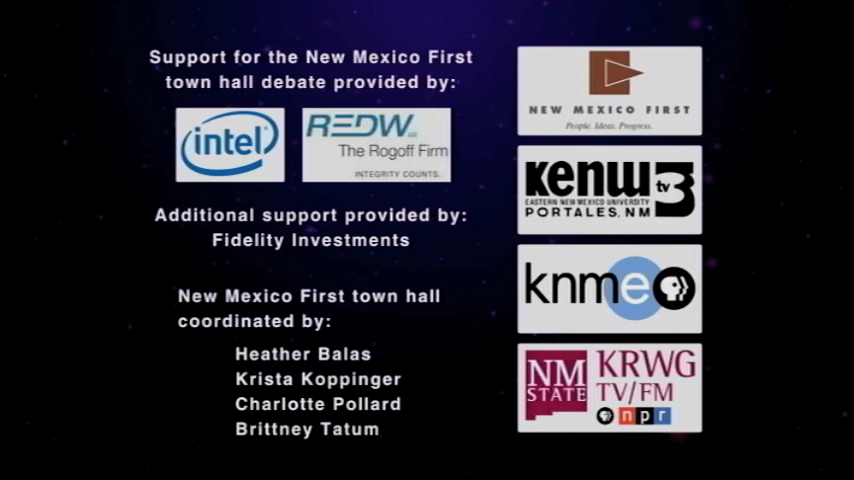 Support for the New Mexico First
town hall debate provided by:
intel
REDW LLC
The Rogoff Firm
INTEGRITY COUNTS.
Additional support provided by:
Fidelity Investments
New Mexico First town hall
coordinated by:
Heather Balas
Krista Koppinger
Charlotte Pollard
Brittney Tatum
NEW MEXICO FIRST
People. Ideas. Progress.
kenw tv 3
EASTERN NEW MEXICO UNIVERSITY
PORTALES, NM
knme
NM STATE
KRWG
TV/FM
npr